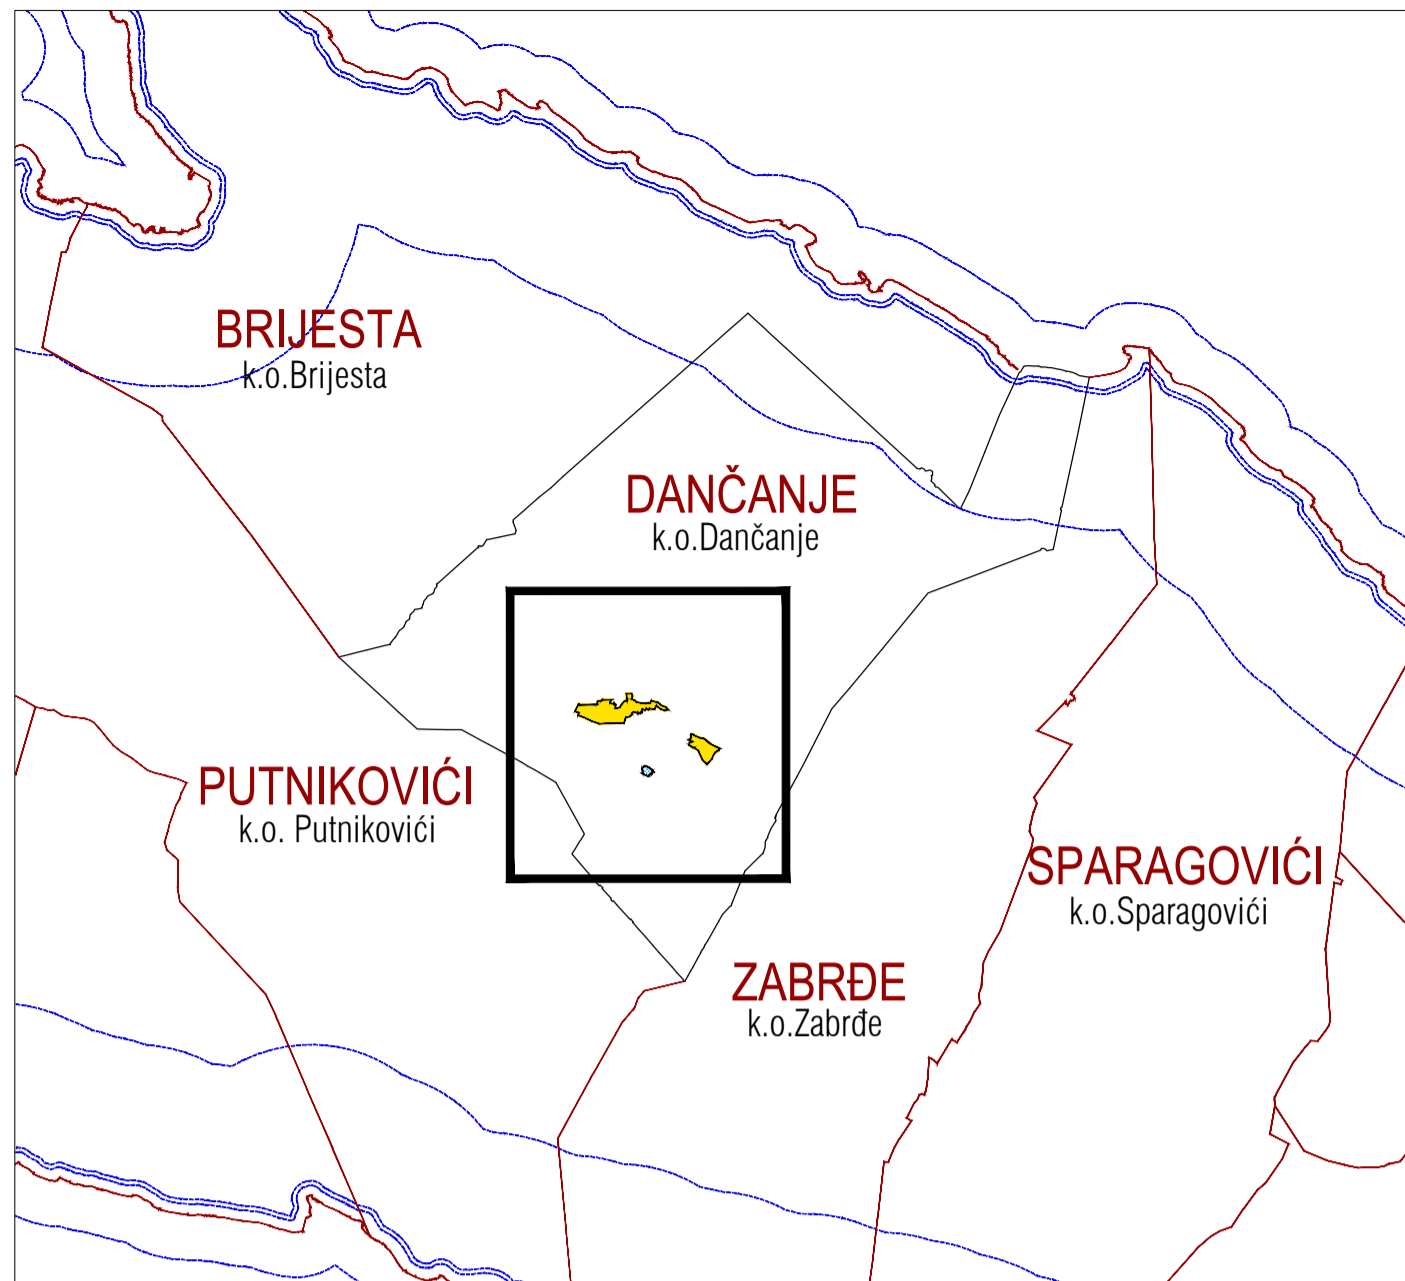 BRIJESTA
k.o.Brijesta
DANČANJE
k.o.Dančanje
PUTNIKOVIĆI
k.o. Putnikovići
SPARAGOVIĆI
k.o.Sparagovići
ZABRĐE
k.o.Zabrđe